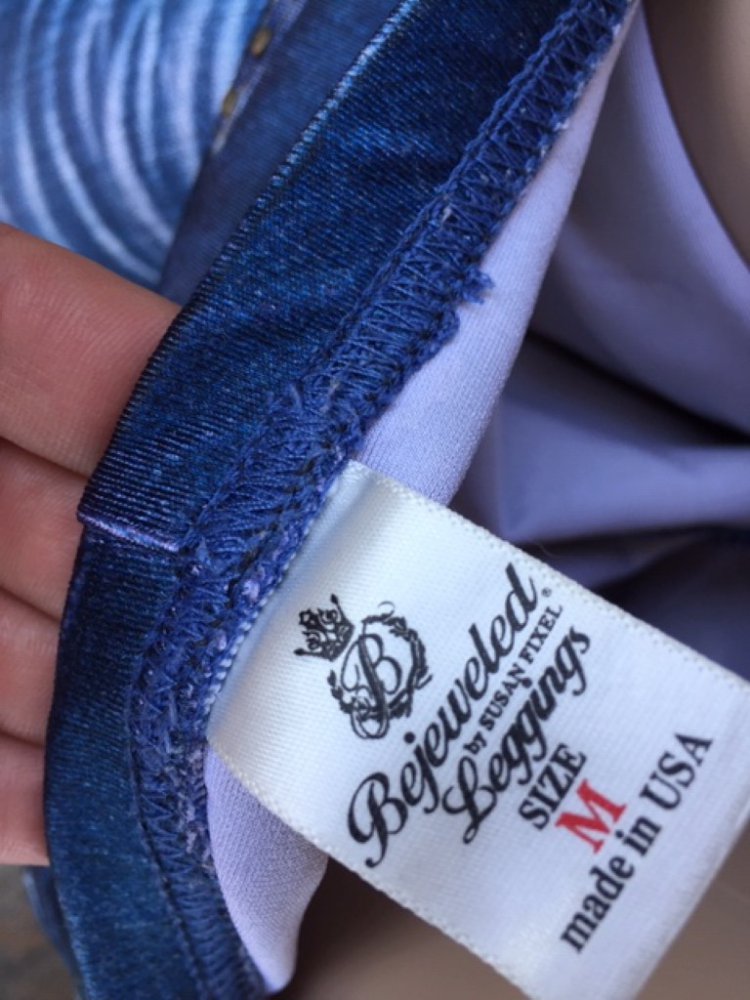 B
Bejeweled
by SUSAN FIXEL®
Leggings
SIZE
M
made in USA